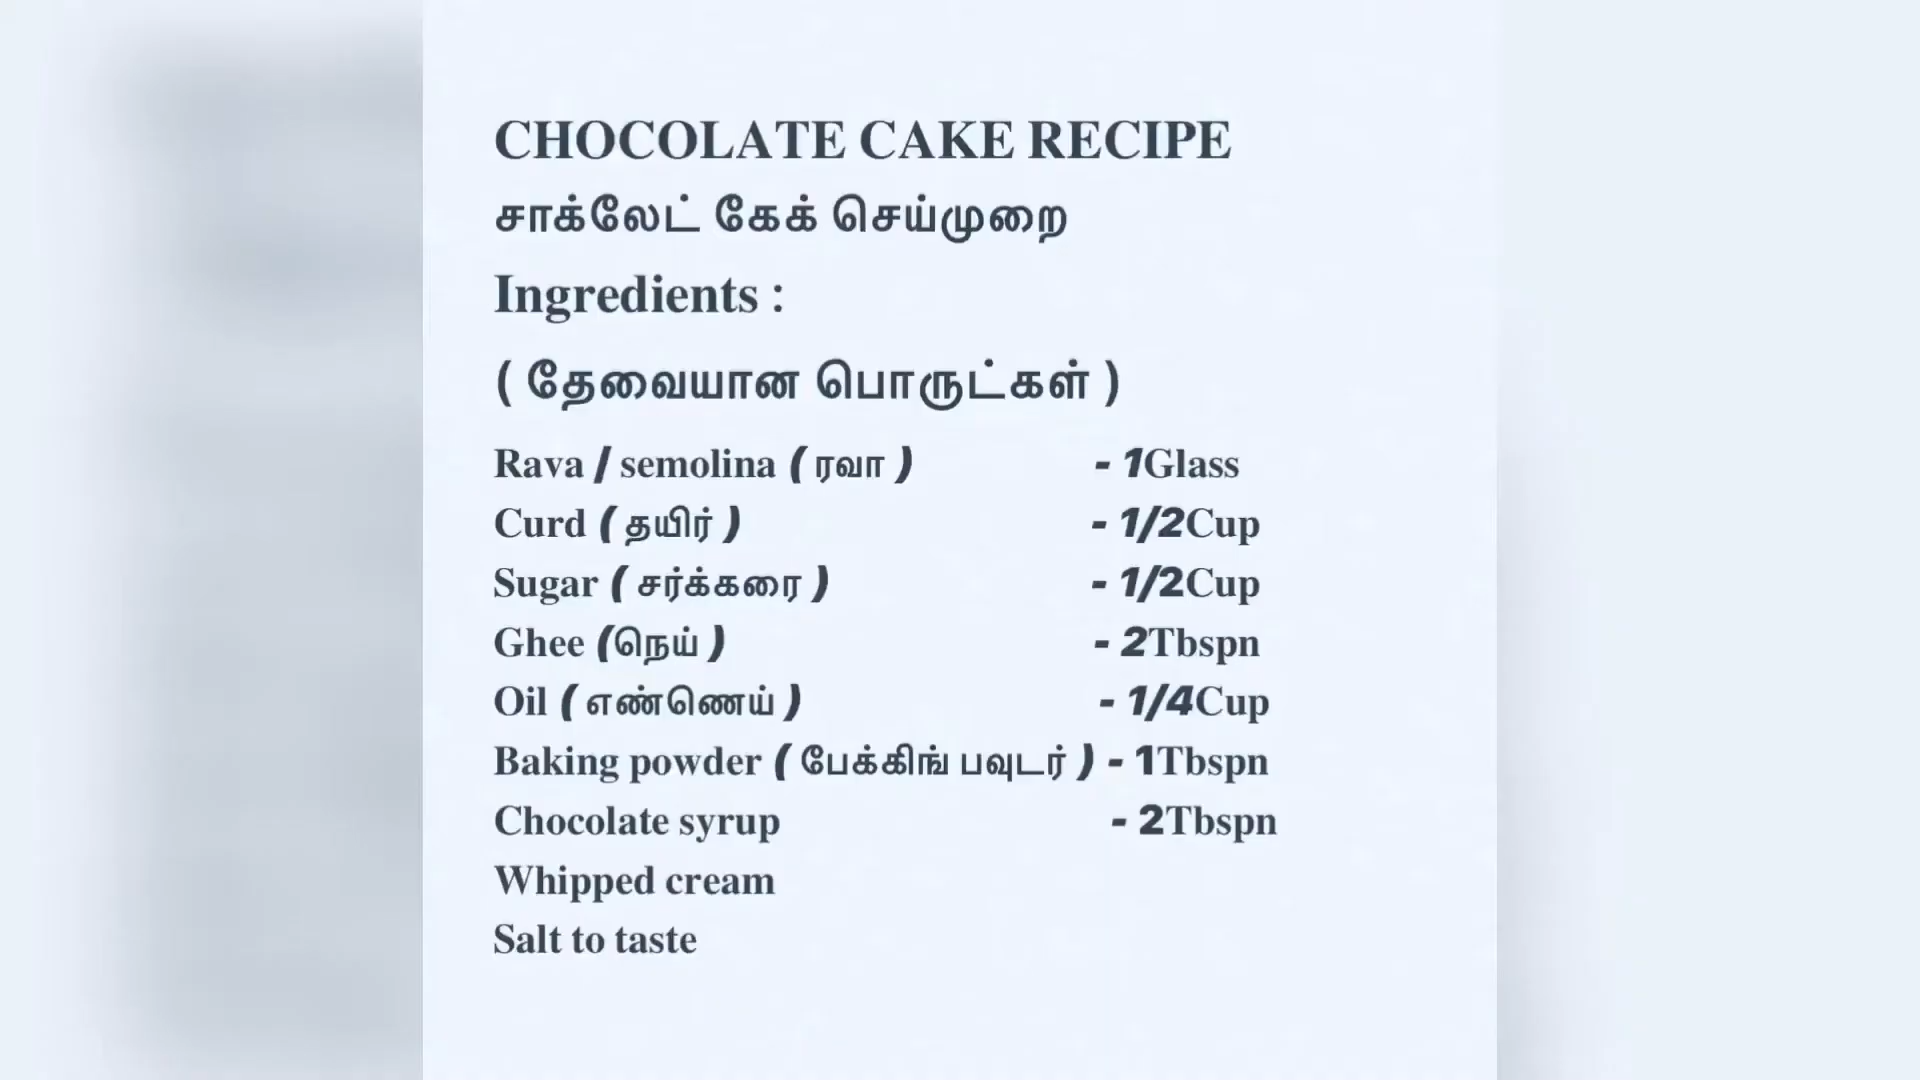 CHOCOLATE CAKE RECIPE
சாக்லேட் கேக் செய்முறை
Ingredients :
( தேவையான பொருட்கள் )
Rava / semolina ( ரவா ) - 1Glass
Curd ( தயிர் ) - 1/2Cup
Sugar ( சர்க்கரை ) - 1/2Cup
Ghee (நெய் ) - 2Tbspn
Oil ( எண்ணெய் ) - 1/4Cup
Baking powder ( பேக்கிங் பவுடர் ) - 1Tbspn
Chocolate syrup - 2Tbspn
Whipped cream
Salt to taste